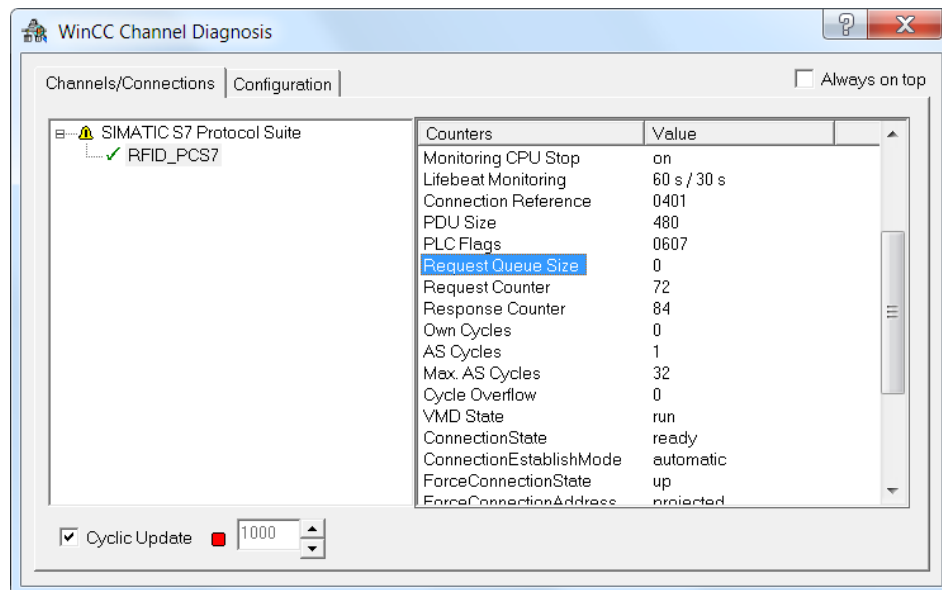 WinCC Channel Diagnosis
Channels/Connections Configuration Always on top
SIMATIC S7 Protocol Suite
RFID_PCS7
Counters Value
Monitoring CPU Stop on
Lifebeat Monitoring 60 s / 30 s
Connection Reference 0401
PDU Size 480
PLC Flags 0607
Request Queue Size 0
Request Counter 72
Response Counter 84
Own Cycles 0
AS Cycles 1
Max. AS Cycles 32
Cycle Overflow 0
VMD State run
ConnectionState ready
ConnectionEstablishMode automatic
ForceConnectionState up
ForceConnectionAddress projected
Cyclic Update 1000